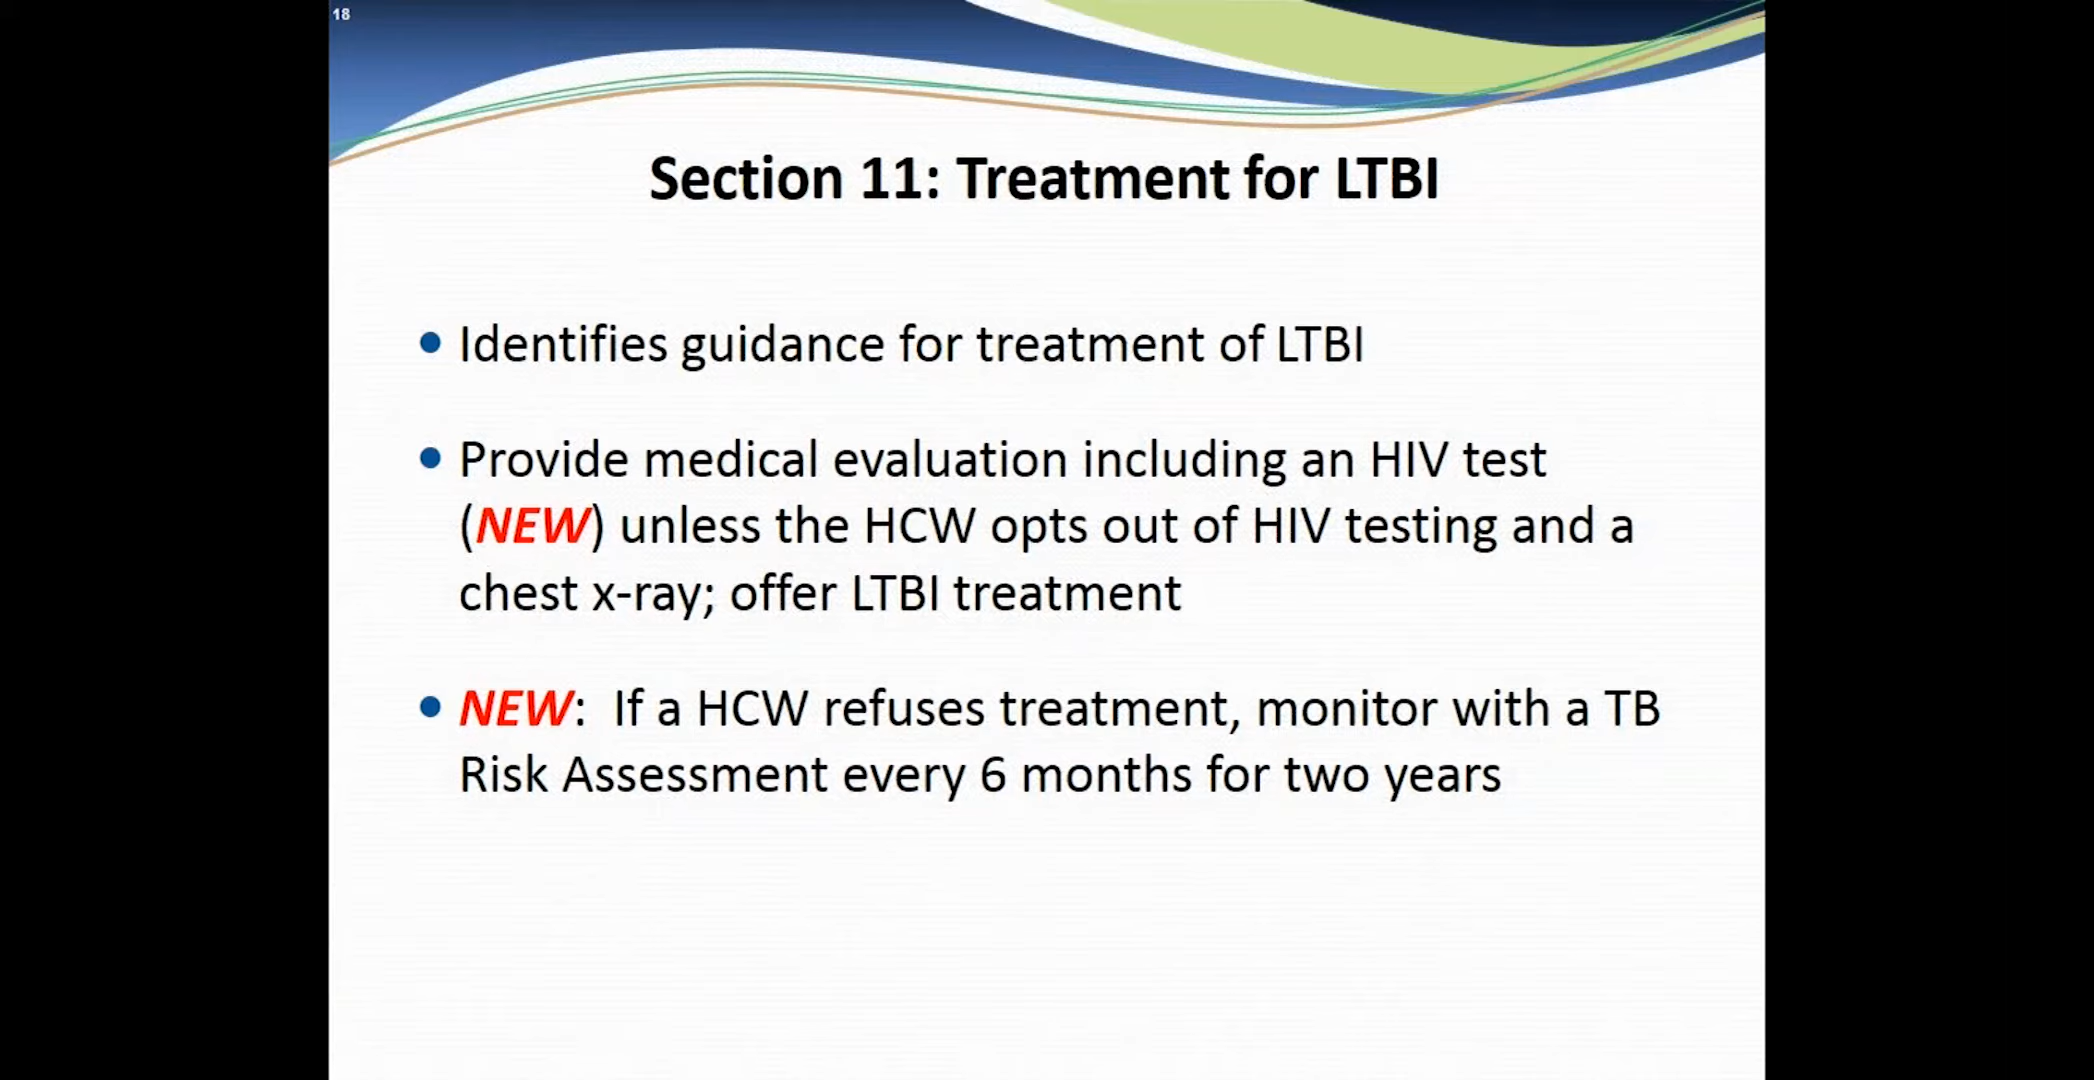 18
Section 11: Treatment for LTBI
• Identifies guidance for treatment of LTBI
• Provide medical evaluation including an HIV test
(NEW) unless the HCW opts out of HIV testing and a
chest x-ray; offer LTBI treatment
• NEW:  If a HCW refuses treatment, monitor with a TB
Risk Assessment every 6 months for two years